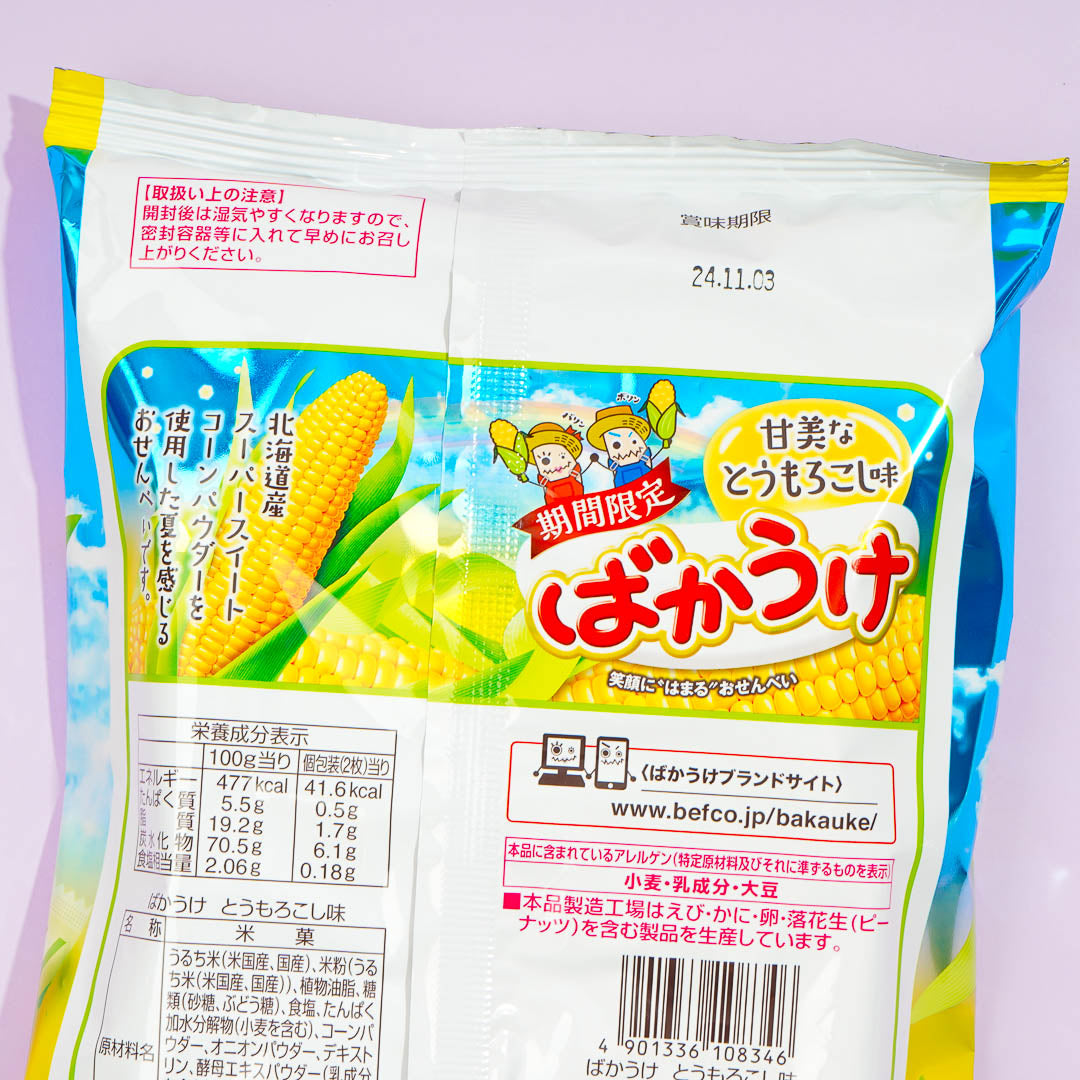 【取扱い上の注意】
開封後は湿気やすくなりますので、
密封容器等に入れて早めにお召し
上がりください。
賞味期限
24.11.03
北海道産
スーパースイート
コーンパウダーを
使用した夏を感じる
おせんべいです。
バリン
ボリン
甘美な
とうもろこし味
期間限定
ばかうけ
笑顔に“はまる”おせんべい
栄養成分表示
100g当り 個包装(2枚)当り
エネルギー 477kcal 41.6kcal
たんぱく質 5.5g 0.5g
脂質 19.2g 1.7g
炭水化物 70.5g 6.1g
食塩相当量 2.06g 0.18g
〈ばかうけブランドサイト〉
www.befco.jp/bakauke/
本品に含まれているアレルゲン(特定原材料及びそれに準ずるものを表示)
小麦・乳成分・大豆
■本品製造工場はえび・かに・卵・落花生(ピー
ナッツ)を含む製品を生産しています。
ばかうけ とうもろこし味
名称 米菓
原材料名
うるち米(米国産、国産)、米粉(うる
ち米(米国産、国産))、植物油脂、糖
類(砂糖、ぶどう糖)、食塩、たんぱく
加水分解物(小麦を含む)、コーンパ
ウダー、オニオンパウダー、デキスト
リン、酵母エキスパウダー(乳成分
4 901336 108346
ばかうけ とうもろこし味